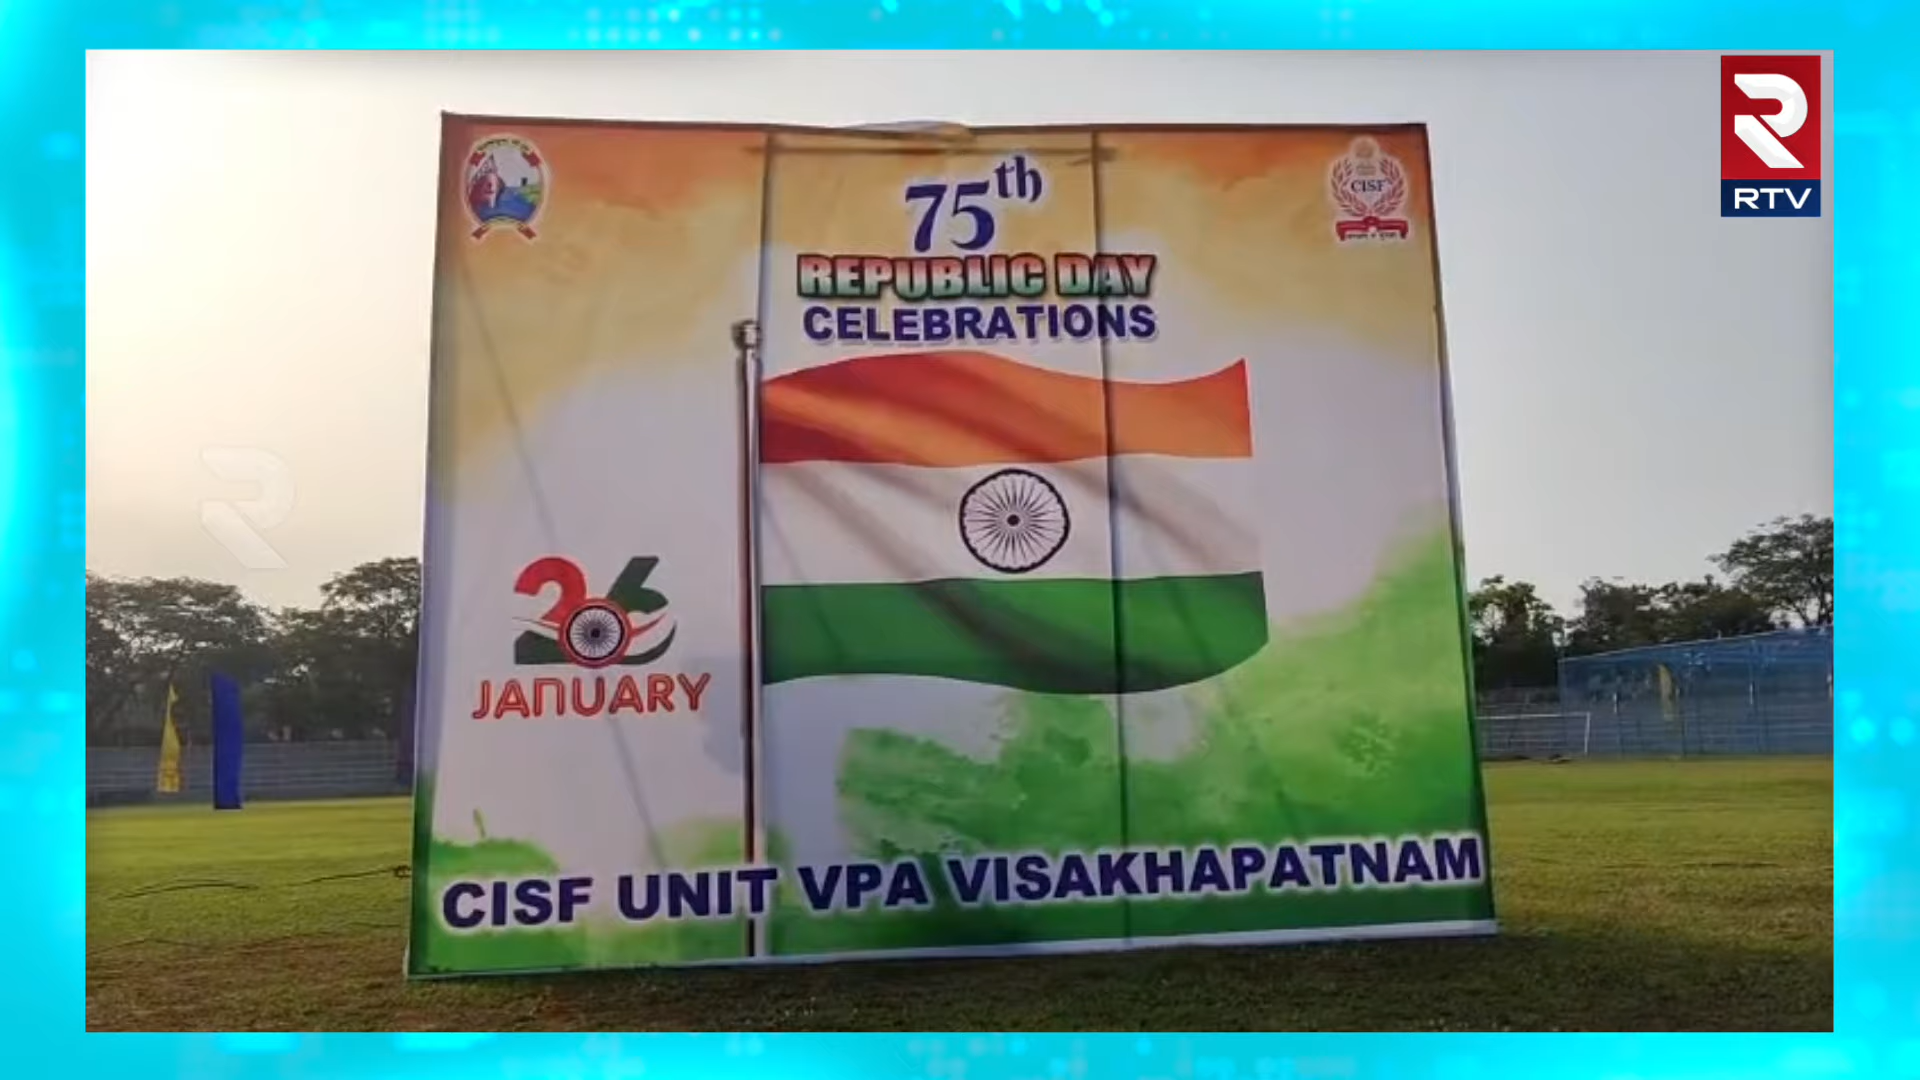 75th
REPUBLIC DAY
CELEBRATIONS
CISF
RTV
26
JANUARY
CISF UNIT VPA VISAKHAPATNAM